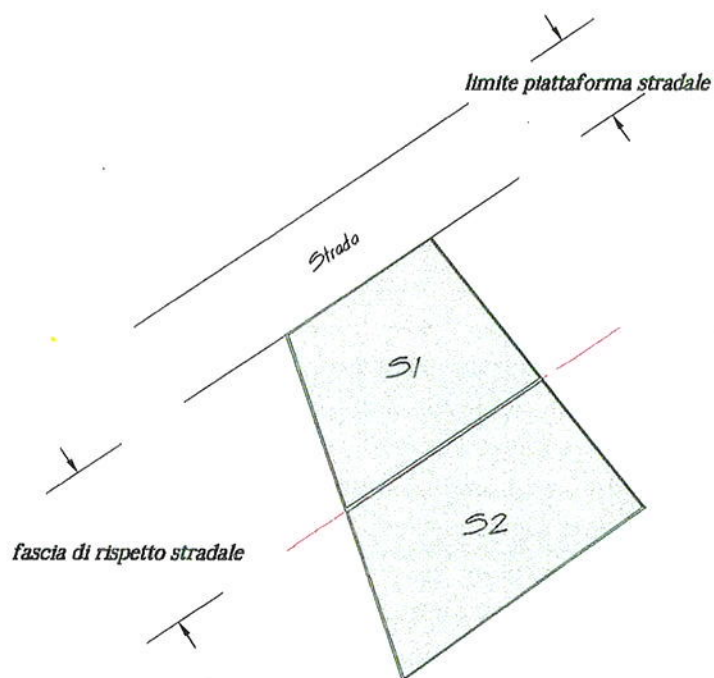 limite piattaforma stradale
Strada
S1
S2
fascia di rispetto stradale